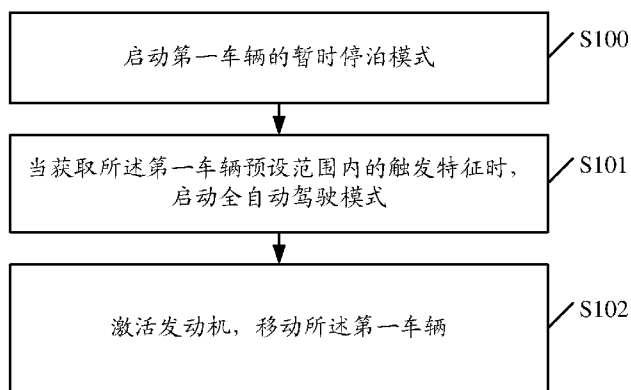 启动第一车辆的暂时停泊模式
S100
当获取所述第一车辆预设范围内的触发特征时,
启动全自动驾驶模式
S101
激活发动机, 移动所述第一车辆
S102